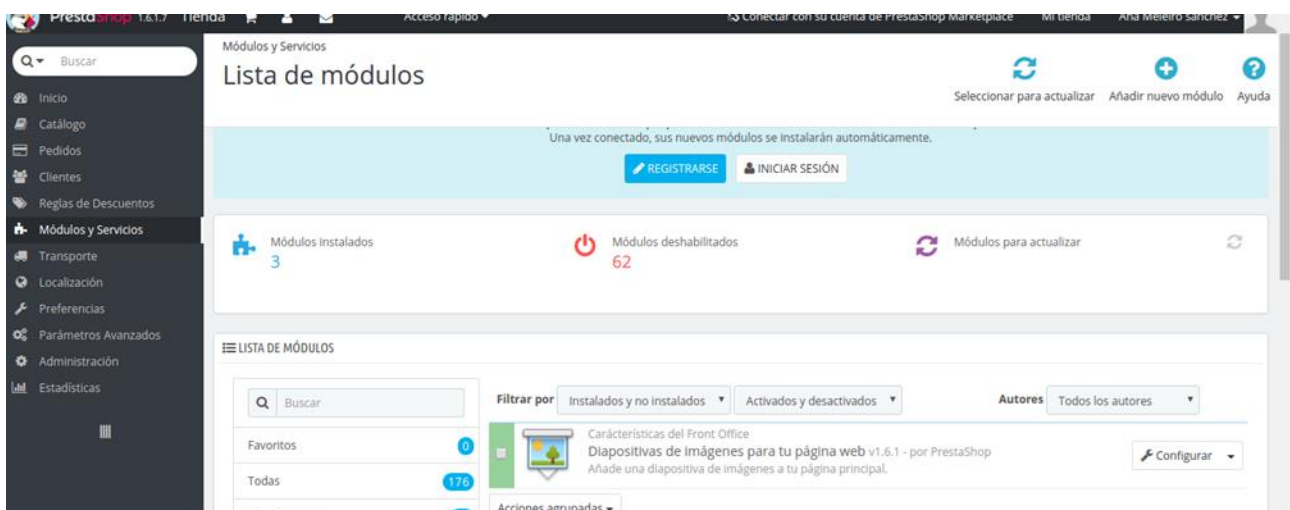 PrestaShop 1.6.1.7 Tienda Acceso rápido Conectar con su cuenta de PrestaShop Marketplace Mi tienda Ana Meleiro sanchez
Buscar
Inicio
Catálogo
Pedidos
Clientes
Reglas de Descuentos
Módulos y Servicios
Transporte
Localización
Preferencias
Parámetros Avanzados
Administración
Estadísticas
Módulos y Servicios
Lista de módulos
Seleccionar para actualizar Añadir nuevo módulo Ayuda
Una vez conectado, sus nuevos módulos se instalarán automáticamente.
REGISTRARSE INICIAR SESIÓN
Módulos instalados
3
Módulos deshabilitados
62
Módulos para actualizar
LISTA DE MÓDULOS
Buscar
Favoritos 0
Todas 176
Filtrar por Instalados y no instalados Activados y desactivados Autores Todos los autores
Carácterísticas del Front Office
Diapositivas de imágenes para tu página web v1.6.1 - por PrestaShop
Añade una diapositiva de imágenes a tu página principal.
Configurar
Acciones agrupadas